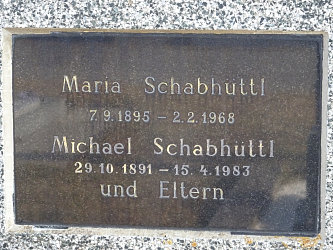 Maria Schabhüttl
7.9.1895 – 2.2.1968
Michael Schabhüttl
29.10.1891 – 15.4.1983
und Eltern